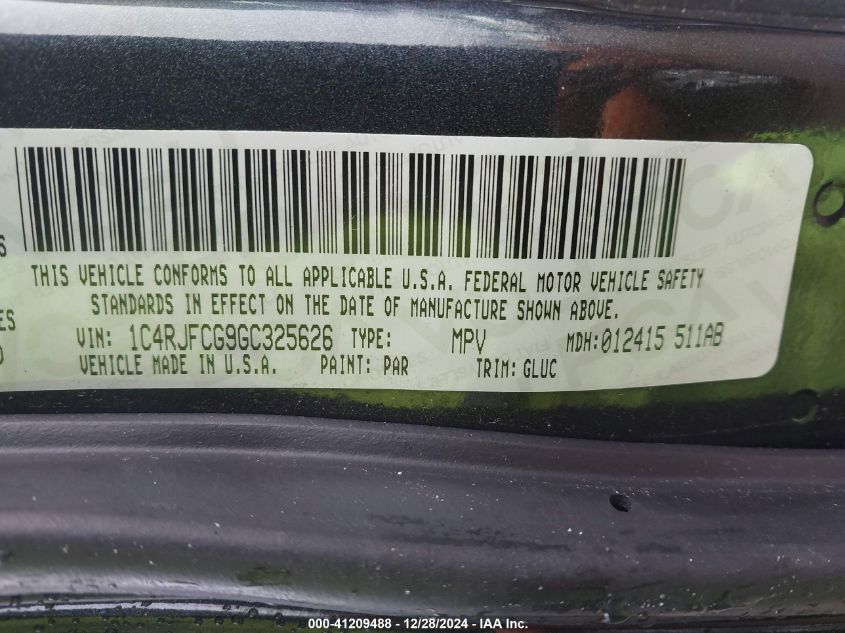 S
THIS VEHICLE CONFORMS TO ALL APPLICABLE U.S.A. FEDERAL MOTOR VEHICLE SAFETY
STANDARDS IN EFFECT ON THE DATE OF MANUFACTURE SHOWN ABOVE.
ES
VIN: 1C4RJFCG9GC325626 TYPE: MPV MDH:012415 511AB
)
VEHICLE MADE IN U.S.A. PAINT: PAR TRIM: GLUC
000-41209488 - 12/28/2024 - IAA, Inc.